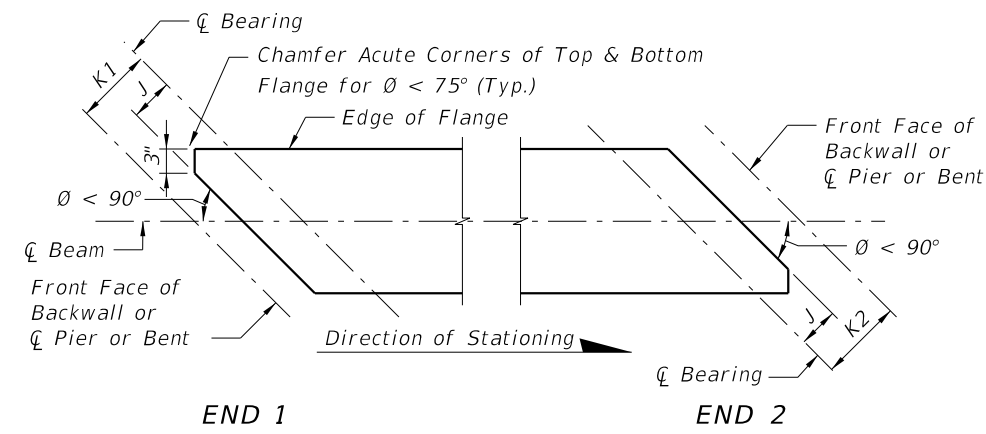 ℄ Bearing
Chamfer Acute Corners of Top & Bottom
Flange for Ø < 75° (Typ.)
Edge of Flange
K1
J
3"
Ø < 90°
℄ Beam
Front Face of
Backwall or
℄ Pier or Bent
Direction of Stationing
Front Face of
Backwall or
℄ Pier or Bent
Ø < 90°
J
K2
℄ Bearing
END 1
END 2